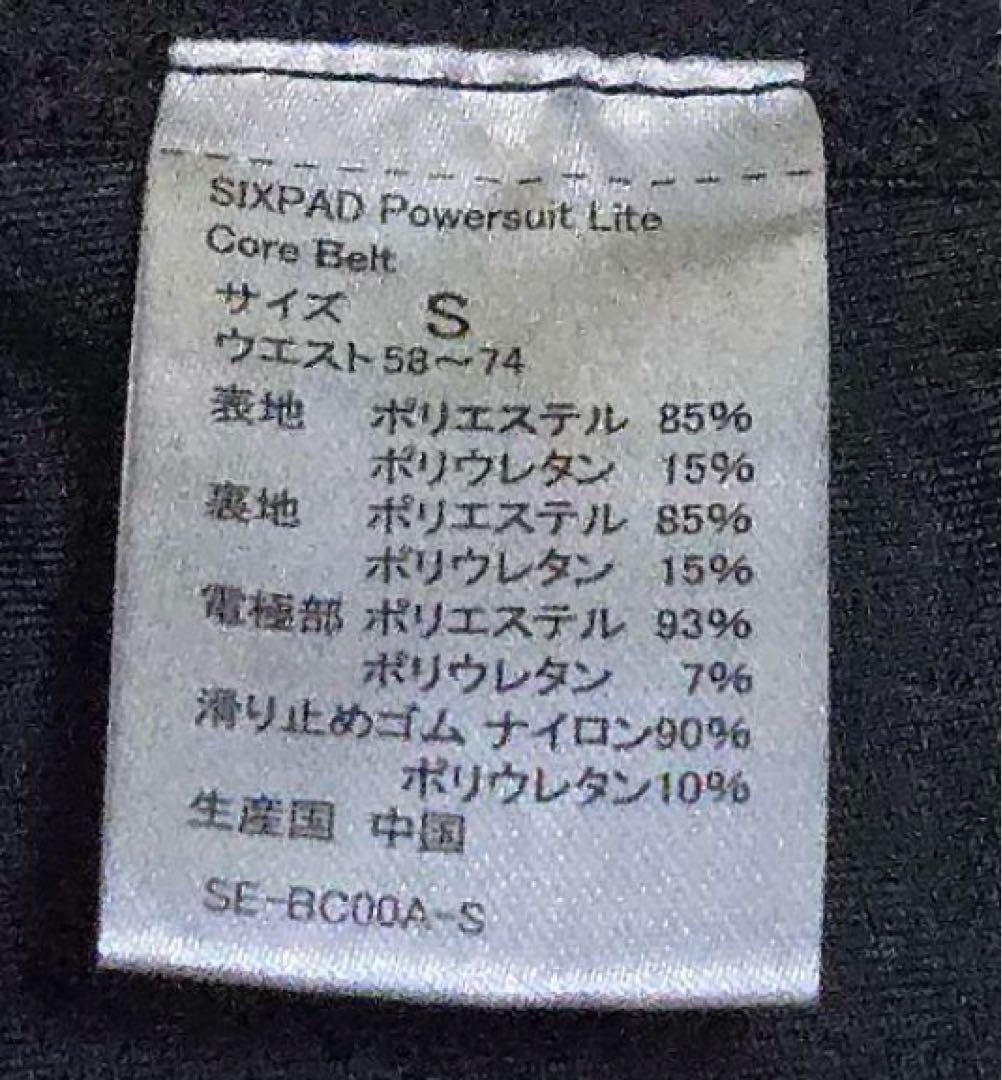 SIXPAD Powersuit Lite
Core Belt
サイズ S
ウエスト58～74
表地 ポリエステル 85%
ポリウレタン 15%
裏地 ポリエステル 85%
ポリウレタン 15%
電極部 ポリエステル 93%
ポリウレタン 7%
滑り止めゴム ナイロン90%
ポリウレタン10%
生産国 中国
SE-BC00A-S